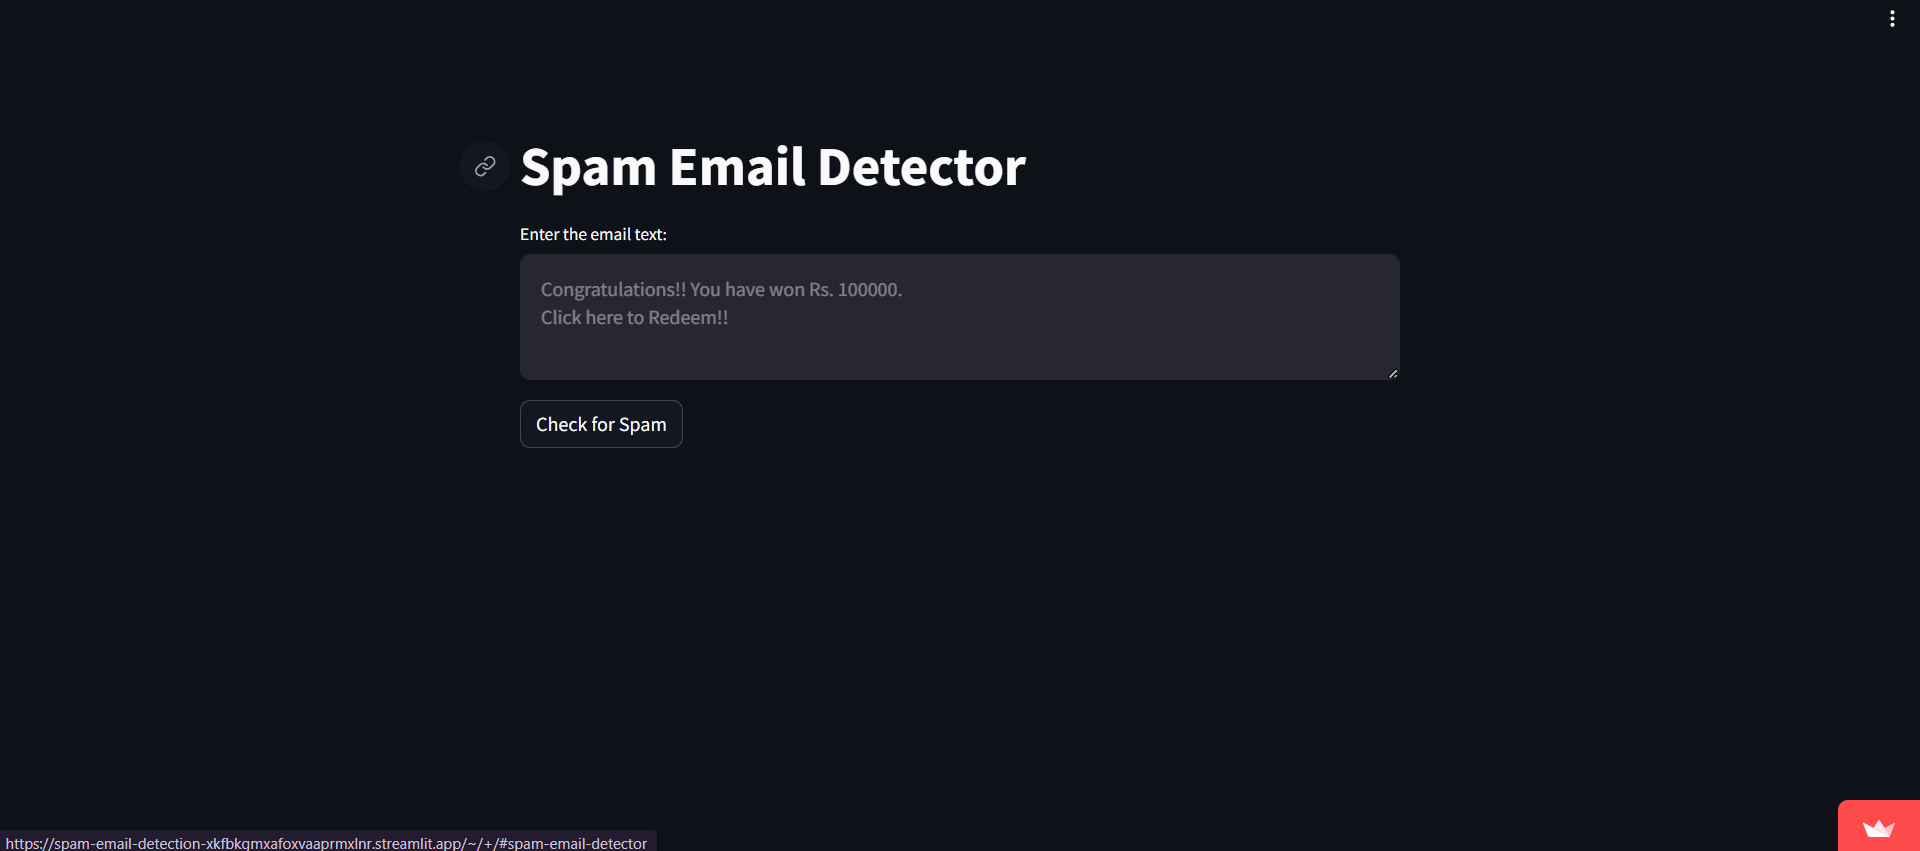 Spam Email Detector
Enter the email text:
Congratulations!! You have won Rs. 100000.
Click here to Redeem!!
Check for Spam
https://spam-email-detection-xkfbkgmxafoxvaaprmxlnr.streamlit.app/~/+/#spam-email-detector